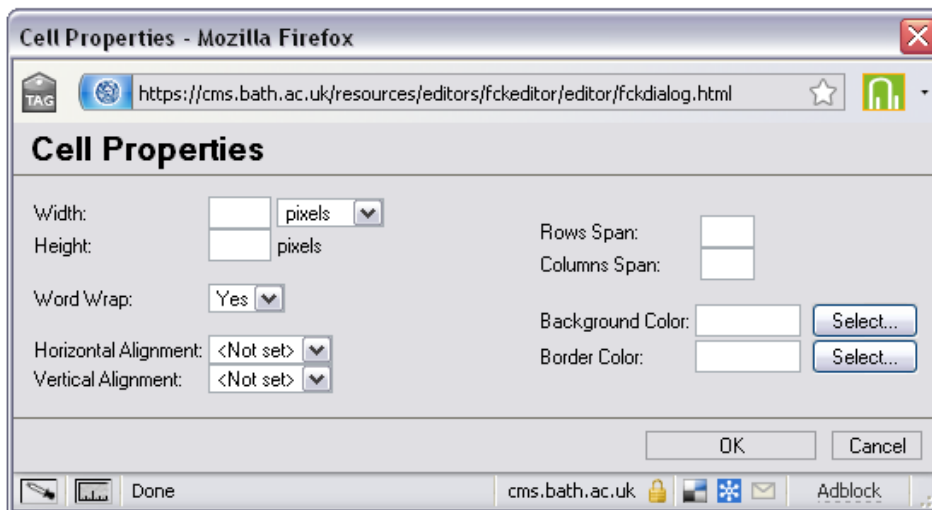 Cell Properties - Mozilla Firefox
TAG https://cms.bath.ac.uk/resources/editors/fckeditor/editor/fckdialog.html
Cell Properties
Width: pixels
Height: pixels
Word Wrap: Yes
Horizontal Alignment: <Not set>
Vertical Alignment: <Not set>
Rows Span:
Columns Span:
Background Color: Select...
Border Color: Select...
OK Cancel
Done cms.bath.ac.uk Adblock